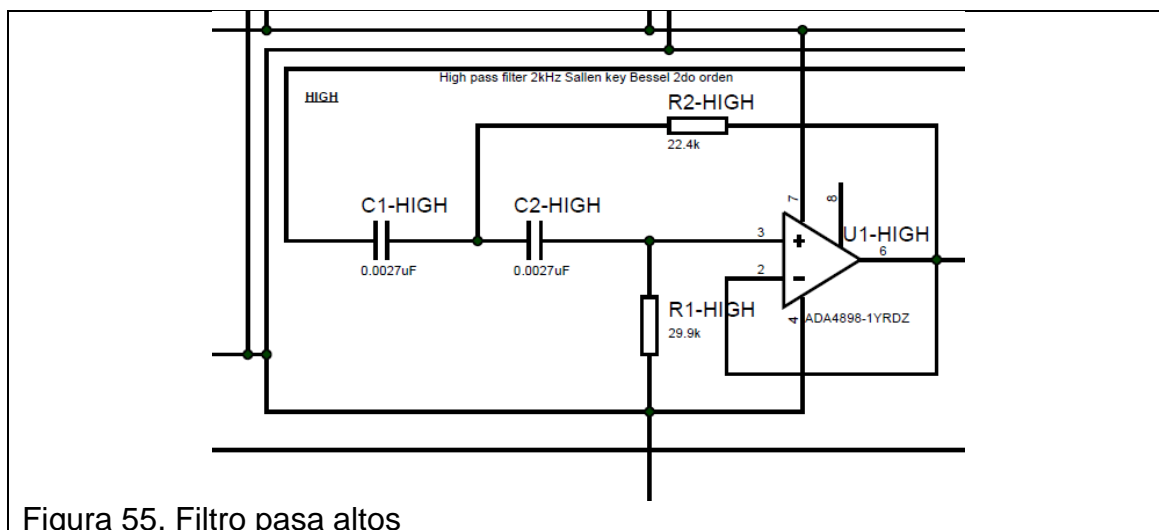 High pass filter 2kHz Sallen key Bessel 2do orden
HIGH
R2-HIGH
22.4k
C1-HIGH
0.0027uF
C2-HIGH
0.0027uF
7
8
3
2
6
4
U1-HIGH
ADA4898-1YRDZ
R1-HIGH
29.9k
Figura 55. Filtro pasa altos